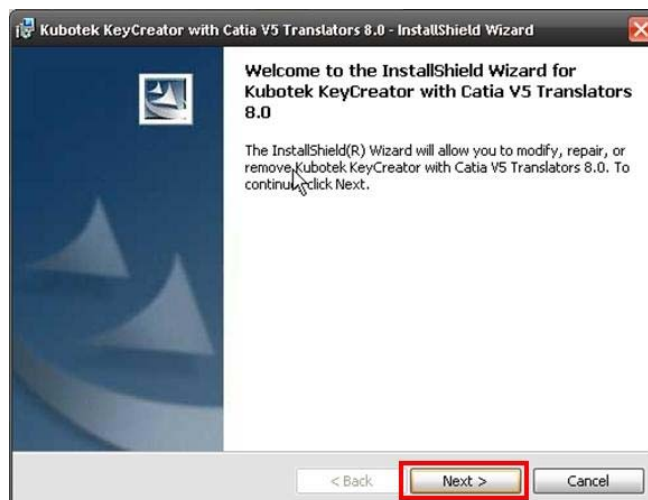 Kubotek KeyCreator with Catia V5 Translators 8.0 - InstallShield Wizard
Welcome to the InstallShield Wizard for
Kubotek KeyCreator with Catia V5 Translators
8.0
The InstallShield(R) Wizard will allow you to modify, repair, or
remove Kubotek KeyCreator with Catia V5 Translators 8.0. To
continue, click Next.
< Back Next > Cancel